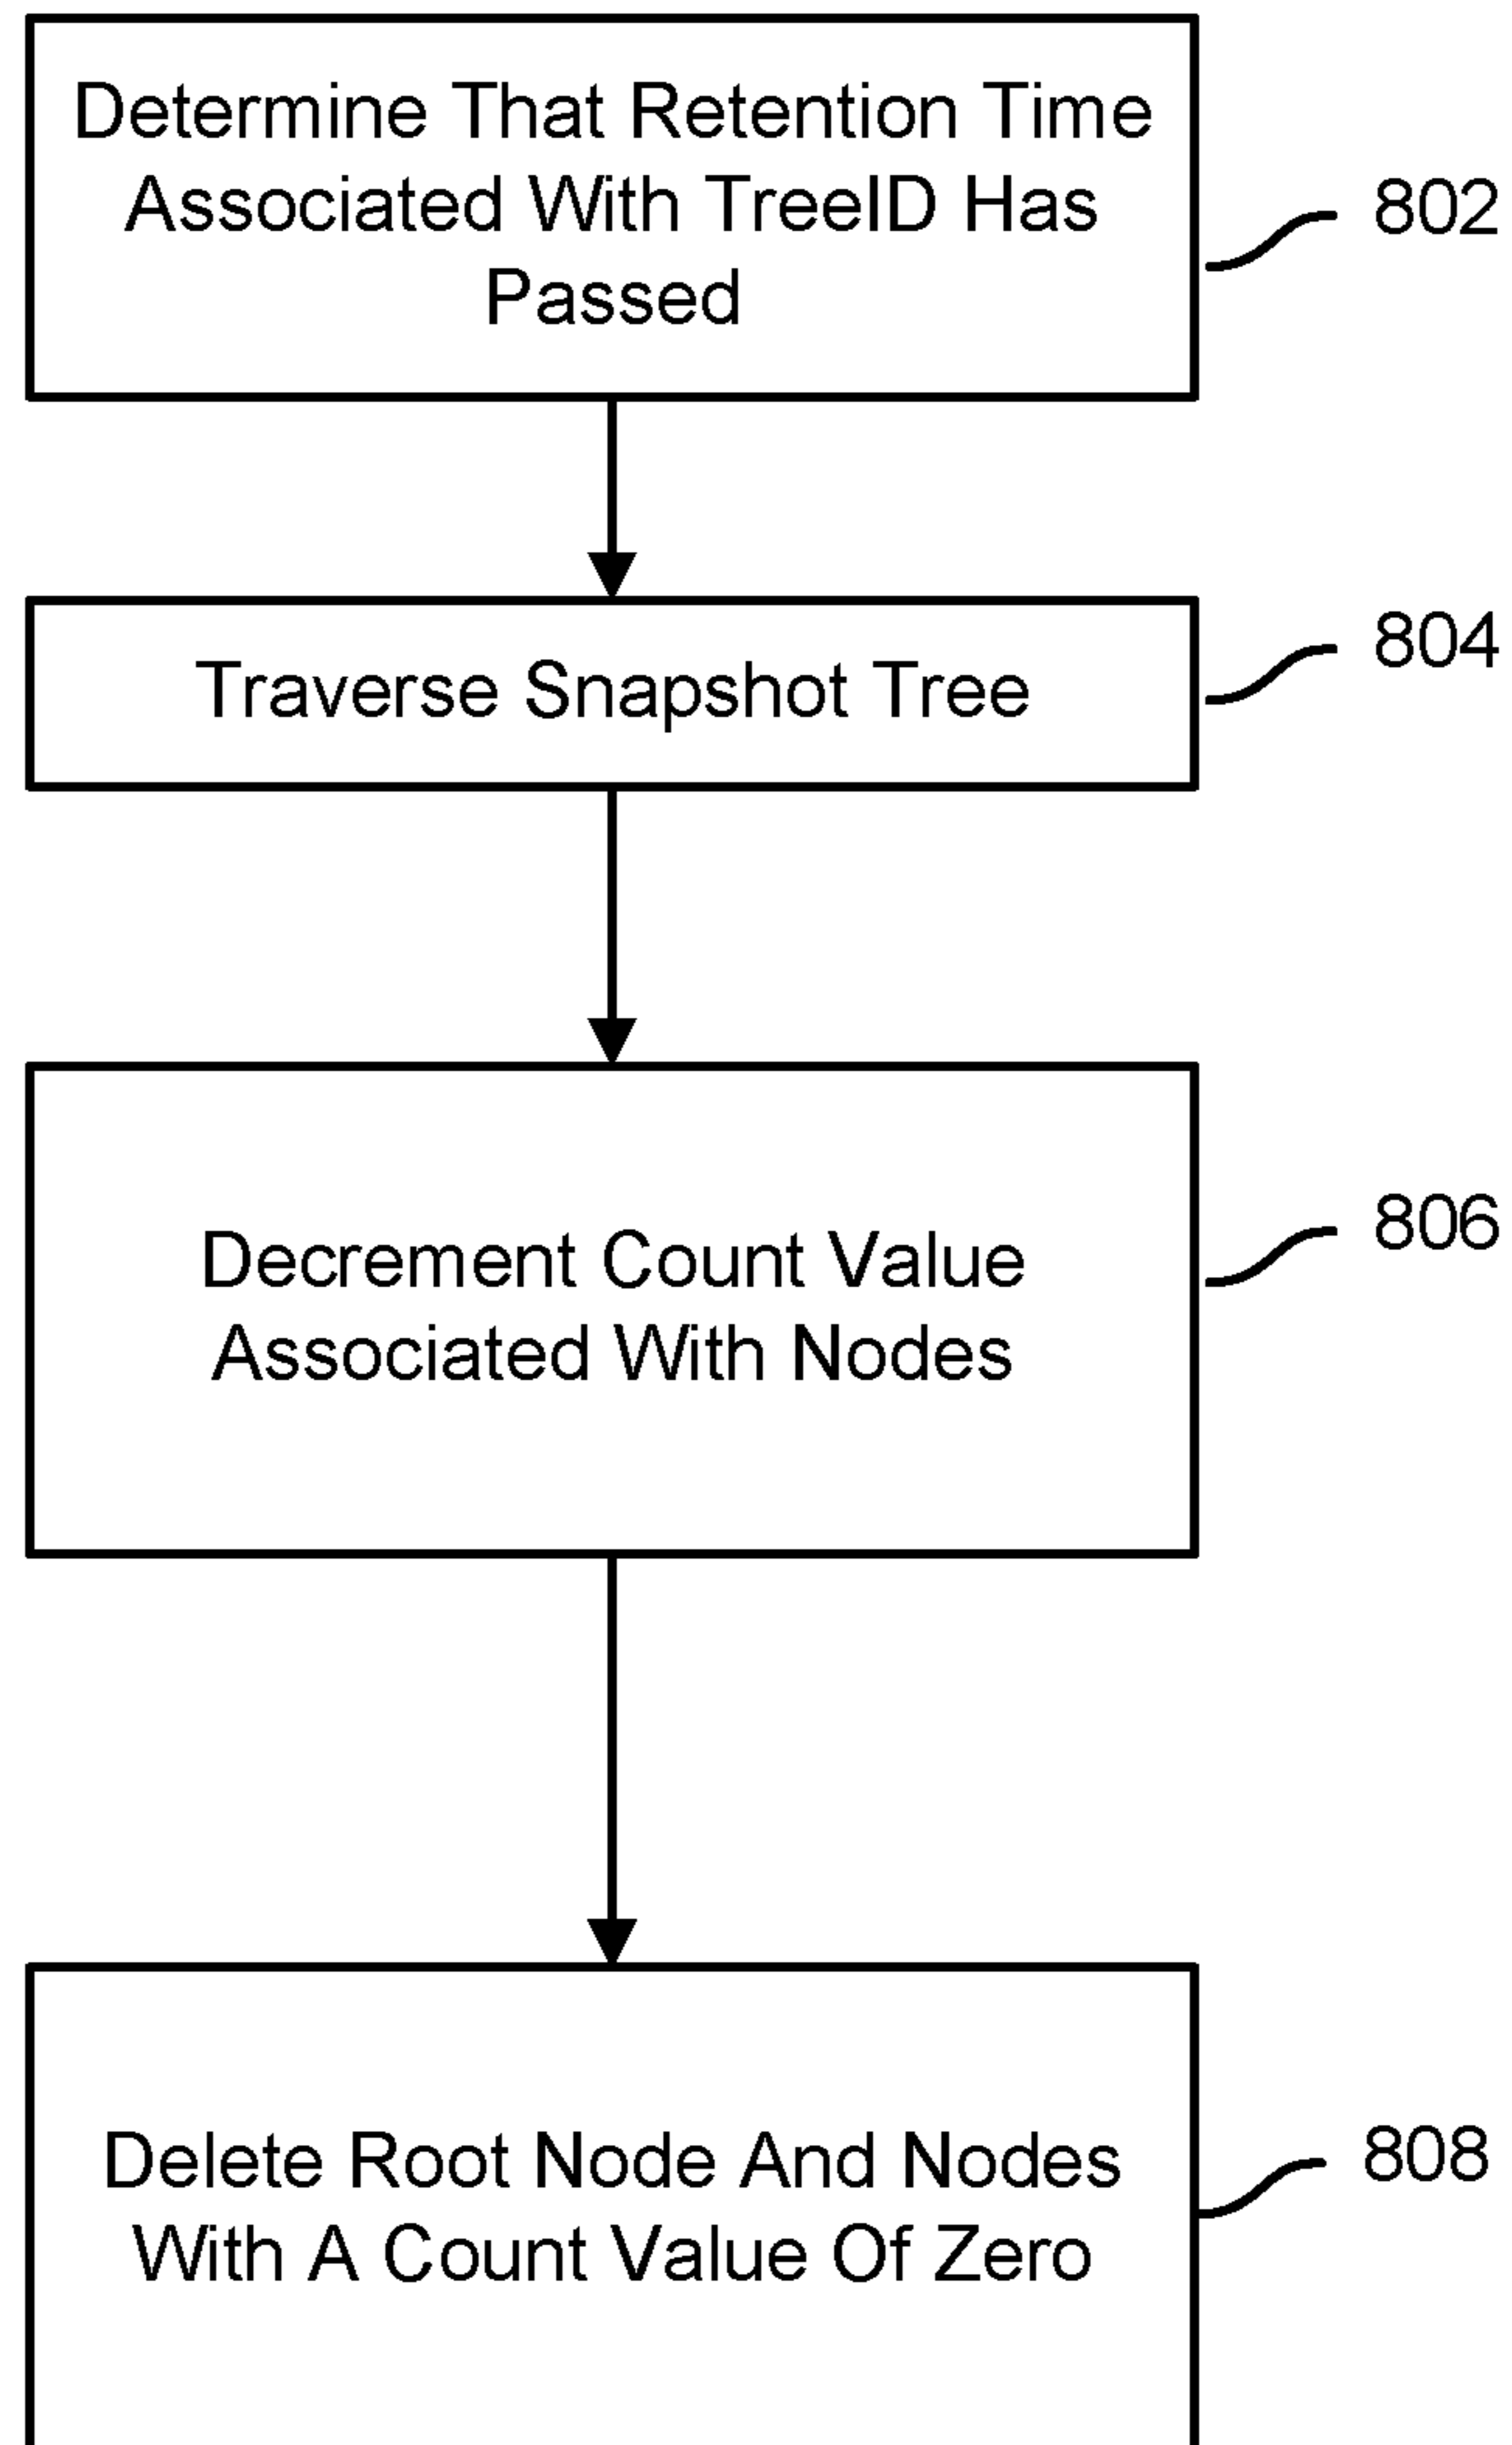 Determine That Retention Time
Associated With TreeID Has
Passed
802
Traverse Snapshot Tree
804
Decrement Count Value
Associated With Nodes
806
Delete Root Node And Nodes
With A Count Value Of Zero
808